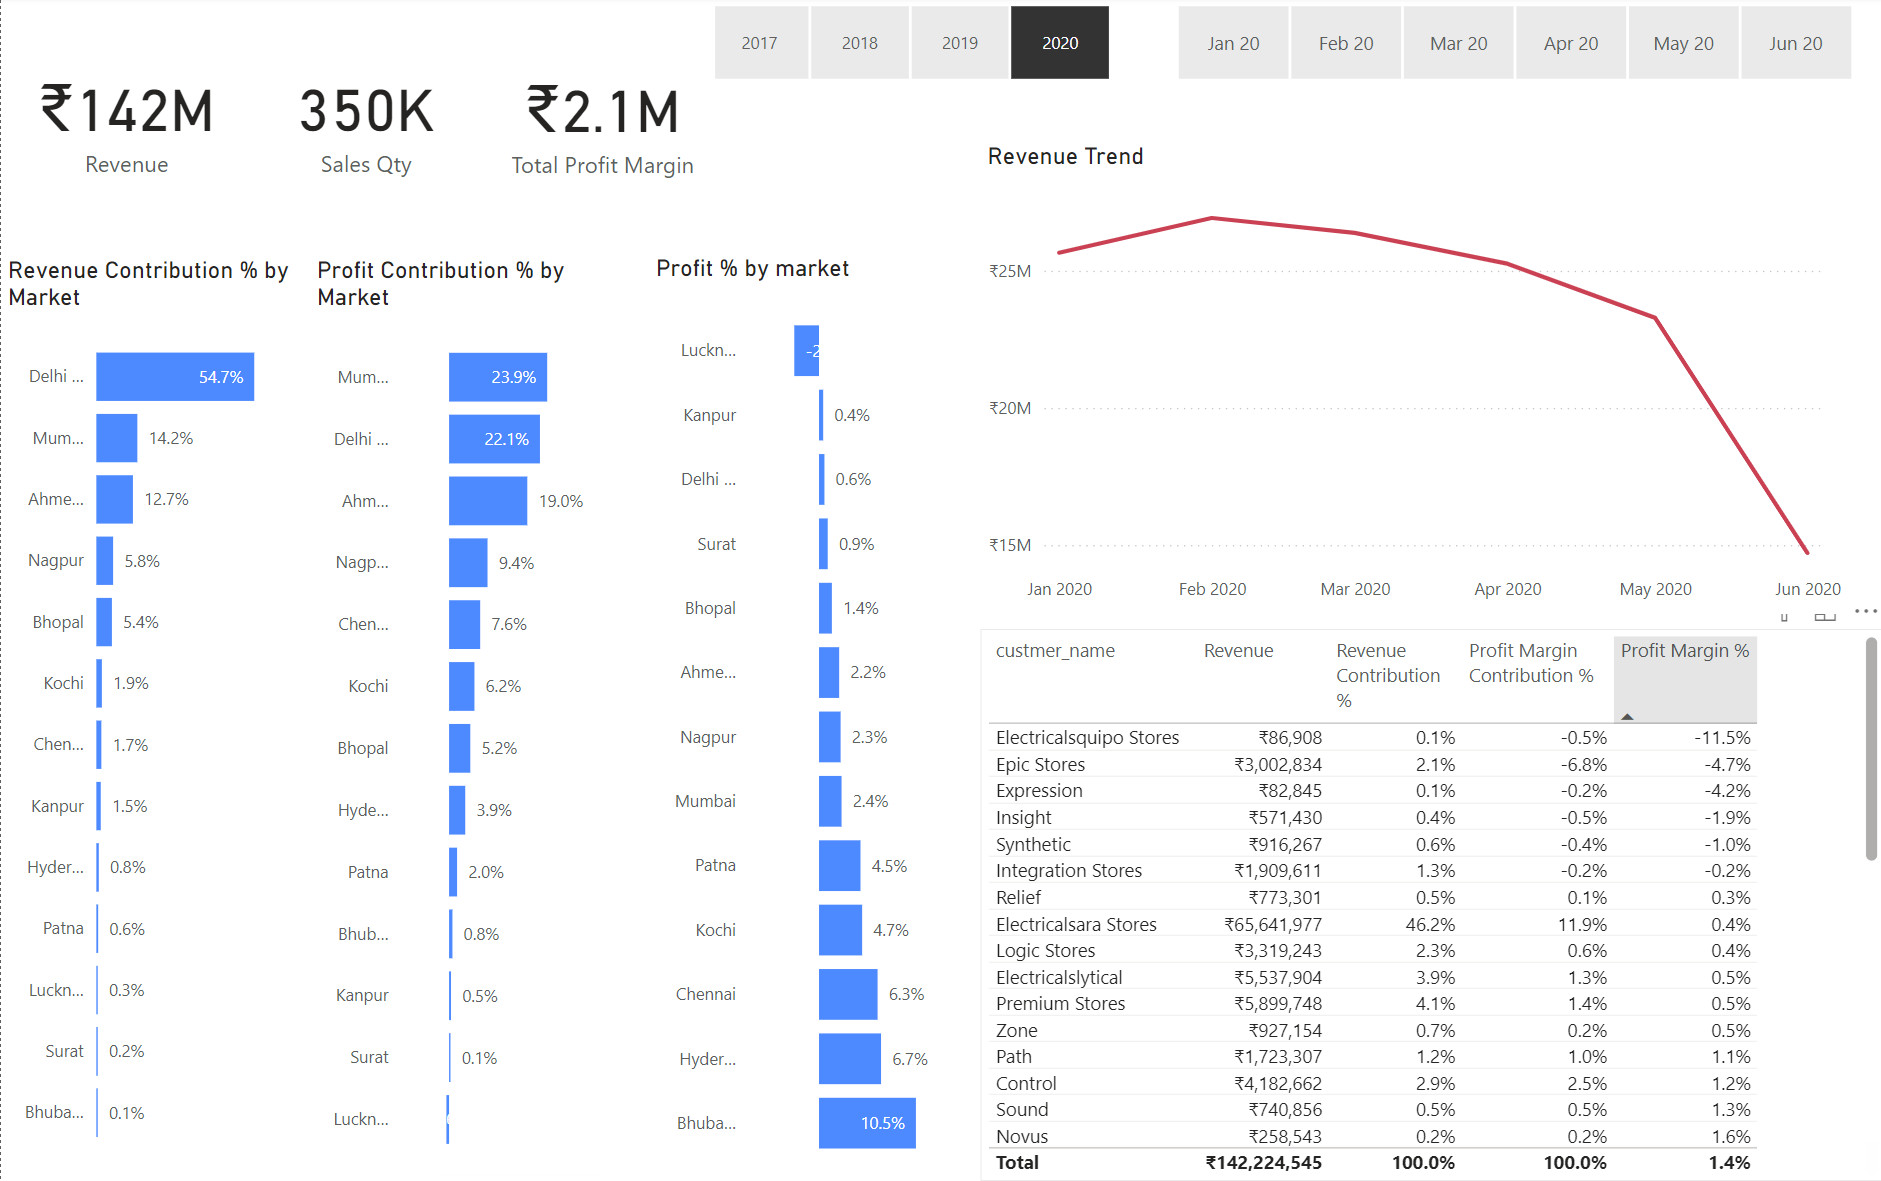 2017 2018 2019 2020 Jan 20 Feb 20 Mar 20 Apr 20 May 20 Jun 20
₹142M 350K ₹2.1M
Revenue Sales Qty Total Profit Margin
Revenue Contribution % by
Market
Delhi ... 54.7%
Mum... 14.2%
Ahme... 12.7%
Nagpur 5.8%
Bhopal 5.4%
Kochi 1.9%
Chen... 1.7%
Kanpur 1.5%
Hyder... 0.8%
Patna 0.6%
Luckn... 0.3%
Surat 0.2%
Bhuba... 0.1%
Profit Contribution % by
Market
Mum... 23.9%
Delhi ... 22.1%
Ahm... 19.0%
Nagp... 9.4%
Chen... 7.6%
Kochi 6.2%
Bhopal 5.2%
Hyde... 3.9%
Patna 2.0%
Bhub... 0.8%
Kanpur 0.5%
Surat 0.1%
Luckn...
Profit % by market
Luckn... -2
Kanpur 0.4%
Delhi ... 0.6%
Surat 0.9%
Bhopal 1.4%
Ahme... 2.2%
Nagpur 2.3%
Mumbai 2.4%
Patna 4.5%
Kochi 4.7%
Chennai 6.3%
Hyder... 6.7%
Bhuba... 10.5%
Revenue Trend
₹25M
₹20M
₹15M
Jan 2020 Feb 2020 Mar 2020 Apr 2020 May 2020 Jun 2020
custmer_name Revenue Revenue Profit Margin Profit Margin %
Contribution Contribution %
%
Electricalsquipo Stores ₹86,908 0.1% -0.5% -11.5%
Epic Stores ₹3,002,834 2.1% -6.8% -4.7%
Expression ₹82,845 0.1% -0.2% -4.2%
Insight ₹571,430 0.4% -0.5% -1.9%
Synthetic ₹916,267 0.6% -0.4% -1.0%
Integration Stores ₹1,909,611 1.3% -0.2% -0.2%
Relief ₹773,301 0.5% 0.1% 0.3%
Electricalsara Stores ₹65,641,977 46.2% 11.9% 0.4%
Logic Stores ₹3,319,243 2.3% 0.6% 0.4%
Electricalslytical ₹5,537,904 3.9% 1.3% 0.5%
Premium Stores ₹5,899,748 4.1% 1.4% 0.5%
Zone ₹927,154 0.7% 0.2% 0.5%
Path ₹1,723,307 1.2% 1.0% 1.1%
Control ₹4,182,662 2.9% 2.5% 1.2%
Sound ₹740,856 0.5% 0.5% 1.3%
Novus ₹258,543 0.2% 0.2% 1.6%
Total ₹142,224,545 100.0% 100.0% 1.4%